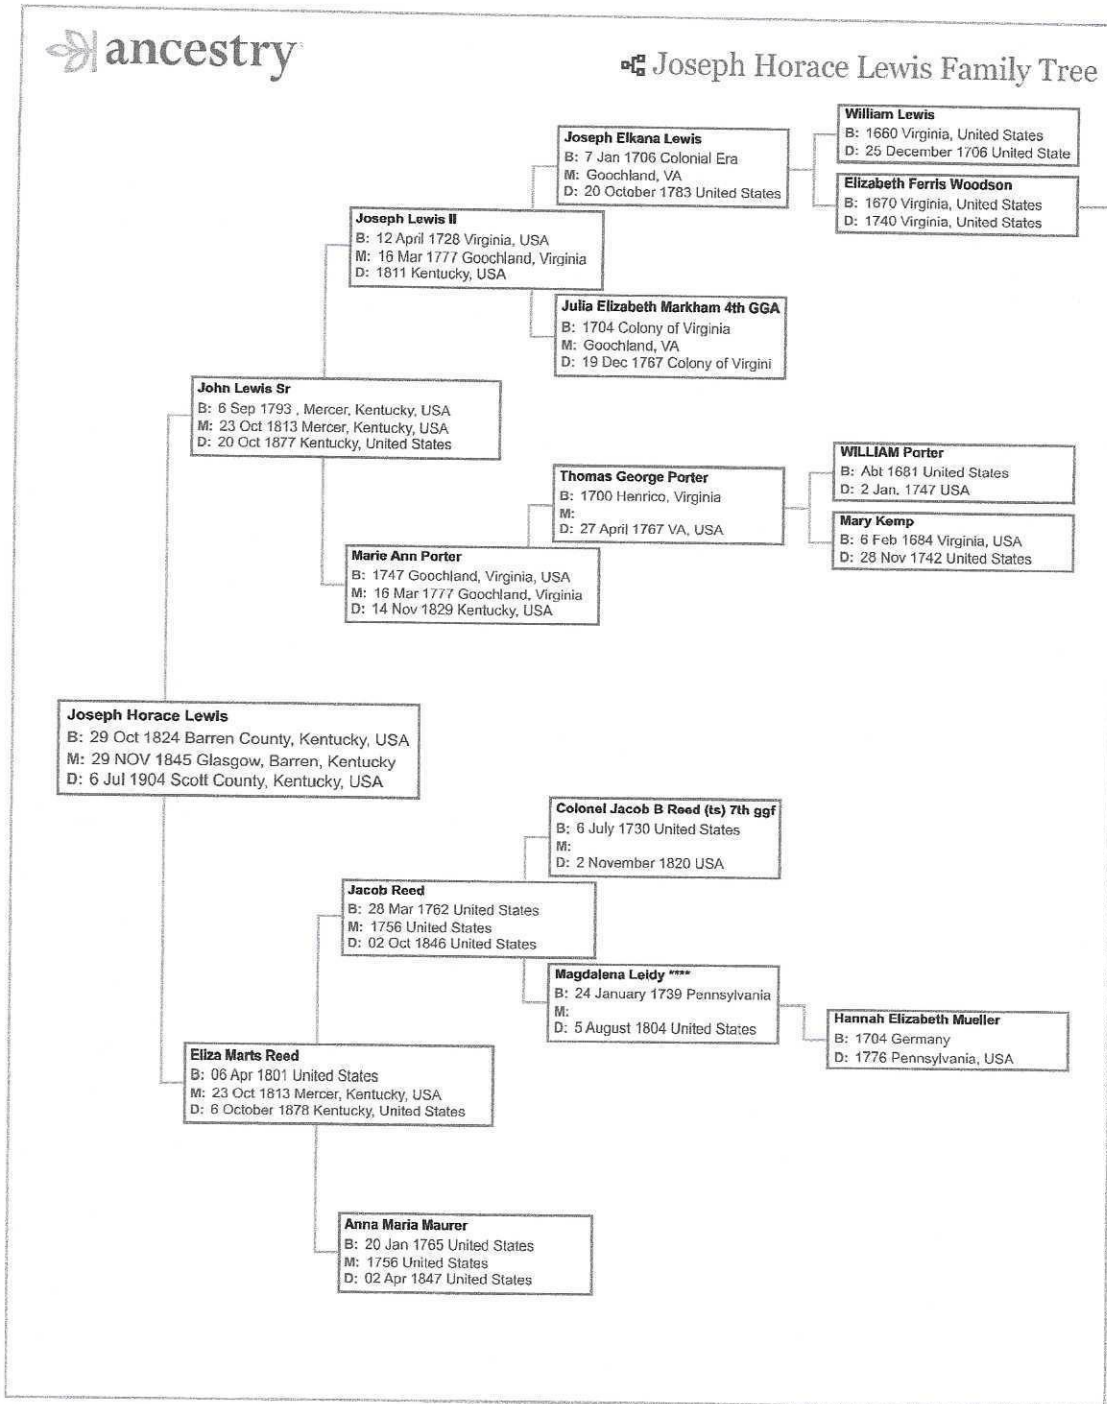 ancestry
Joseph Horace Lewis Family Tree
William Lewis
B: 1660 Virginia, United States
D: 25 December 1706 United State
Joseph Elkana Lewis
B: 7 Jan 1706 Colonial Era
M: Goochland, VA
D: 20 October 1783 United States
Elizabeth Ferris Woodson
B: 1670 Virginia, United States
D: 1740 Virginia, United States
Joseph Lewis II
B: 12 April 1728 Virginia, USA
M: 16 Mar 1777 Goochland, Virginia
D: 1811 Kentucky, USA
Julia Elizabeth Markham 4th GGA
B: 1704 Colony of Virginia
M: Goochland, VA
D: 19 Dec 1767 Colony of Virgini
John Lewis Sr
B: 6 Sep 1793 , Mercer, Kentucky, USA
M: 23 Oct 1813 Mercer, Kentucky, USA
D: 20 Oct 1877 Kentucky, United States
WILLIAM Porter
B: Abt 1681 United States
D: 2 Jan. 1747 USA
Thomas George Porter
B: 1700 Henrico, Virginia
M:
D: 27 April 1767 VA, USA
Mary Kemp
B: 6 Feb 1684 Virginia, USA
D: 28 Nov 1742 United States
Marie Ann Porter
B: 1747 Goochland, Virginia, USA
M: 16 Mar 1777 Goochland, Virginia
D: 14 Nov 1829 Kentucky, USA
Joseph Horace Lewis
B: 29 Oct 1824 Barren County, Kentucky, USA
M: 29 NOV 1845 Glasgow, Barren, Kentucky
D: 6 Jul 1904 Scott County, Kentucky, USA
Colonel Jacob B Reed (ts) 7th ggf
B: 6 July 1730 United States
M:
D: 2 November 1820 USA
Jacob Reed
B: 28 Mar 1762 United States
M: 1756 United States
D: 02 Oct 1846 United States
Magdalena Leidy ****
B: 24 January 1739 Pennsylvania
M:
D: 5 August 1804 United States
Hannah Elizabeth Mueller
B: 1704 Germany
D: 1776 Pennsylvania, USA
Eliza Marts Reed
B: 06 Apr 1801 United States
M: 23 Oct 1813 Mercer, Kentucky, USA
D: 6 October 1878 Kentucky, United States
Anna Maria Maurer
B: 20 Jan 1765 United States
M: 1756 United States
D: 02 Apr 1847 United States